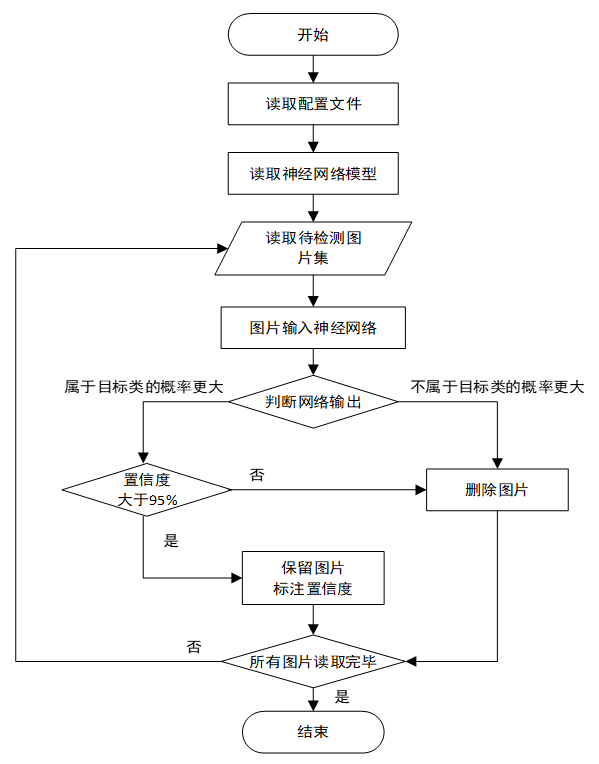 开始
读取配置文件
读取神经网络模型
读取待检测图
片集
图片输入神经网络
属于目标类的概率更大
不属于目标类的概率更大
判断网络输出
置信度
大于95%
否
删除图片
是
保留图片
标注置信度
否
所有图片读取完毕
是
结束